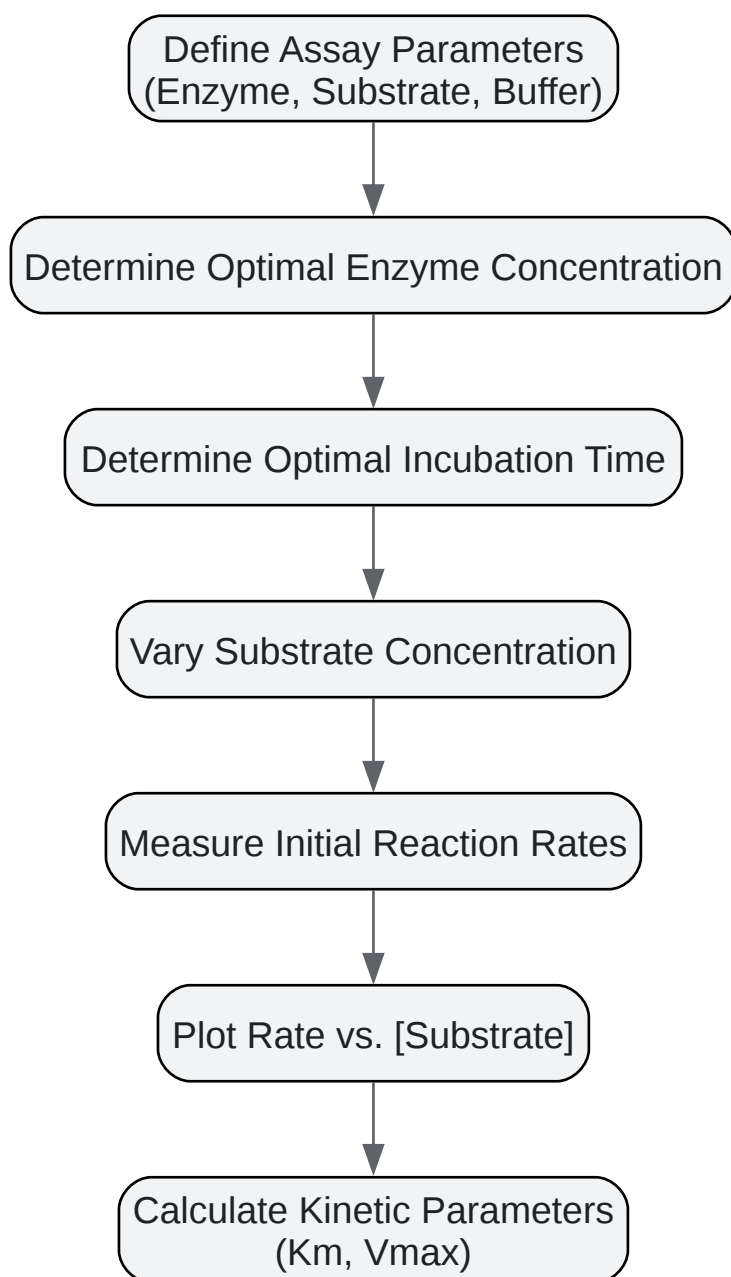 Define Assay Parameters
(Enzyme, Substrate, Buffer)
Determine Optimal Enzyme Concentration
Determine Optimal Incubation Time
Vary Substrate Concentration
Measure Initial Reaction Rates
Plot Rate vs. [Substrate]
Calculate Kinetic Parameters
(Km, Vmax)